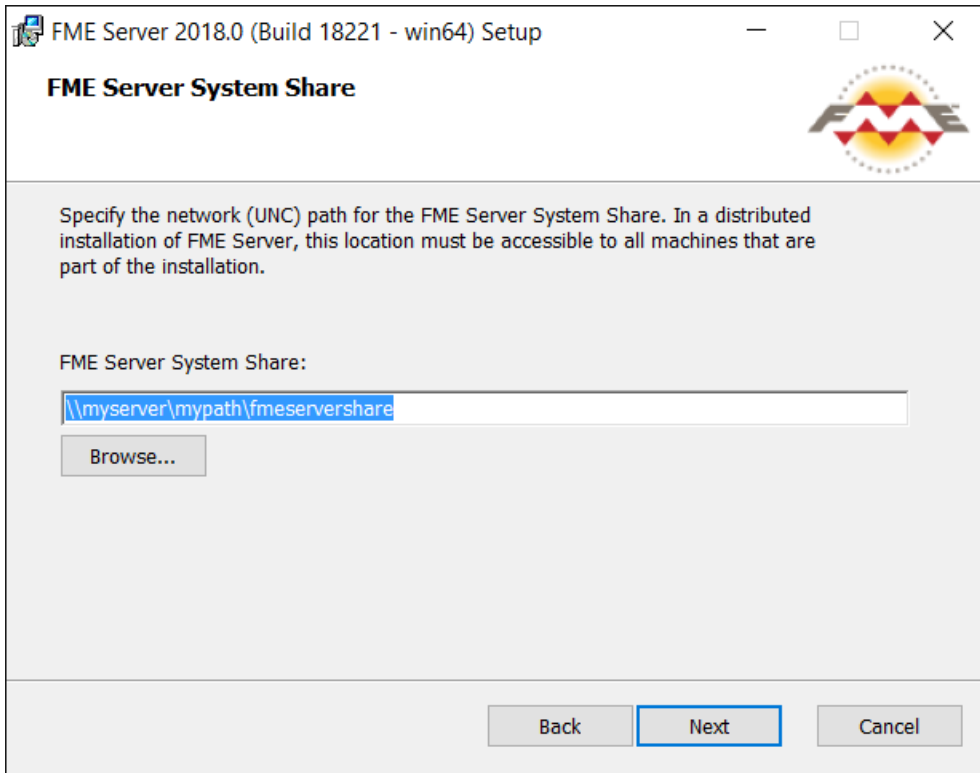 FME Server 2018.0 (Build 18221 - win64) Setup
FME Server System Share
FME
Specify the network (UNC) path for the FME Server System Share. In a distributed
installation of FME Server, this location must be accessible to all machines that are
part of the installation.
FME Server System Share:
\\myserver\mypath\fmeservershare
Browse...
Back
Next
Cancel